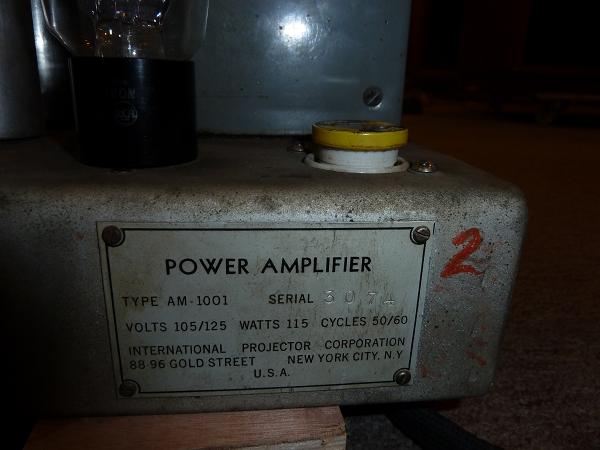 POWER AMPLIFIER
TYPE AM-1001 SERIAL 3071
VOLTS 105/125 WATTS 115 CYCLES 50/60
INTERNATIONAL PROJECTOR CORPORATION
88-96 GOLD STREET NEW YORK CITY, N.Y
U.S.A.
2